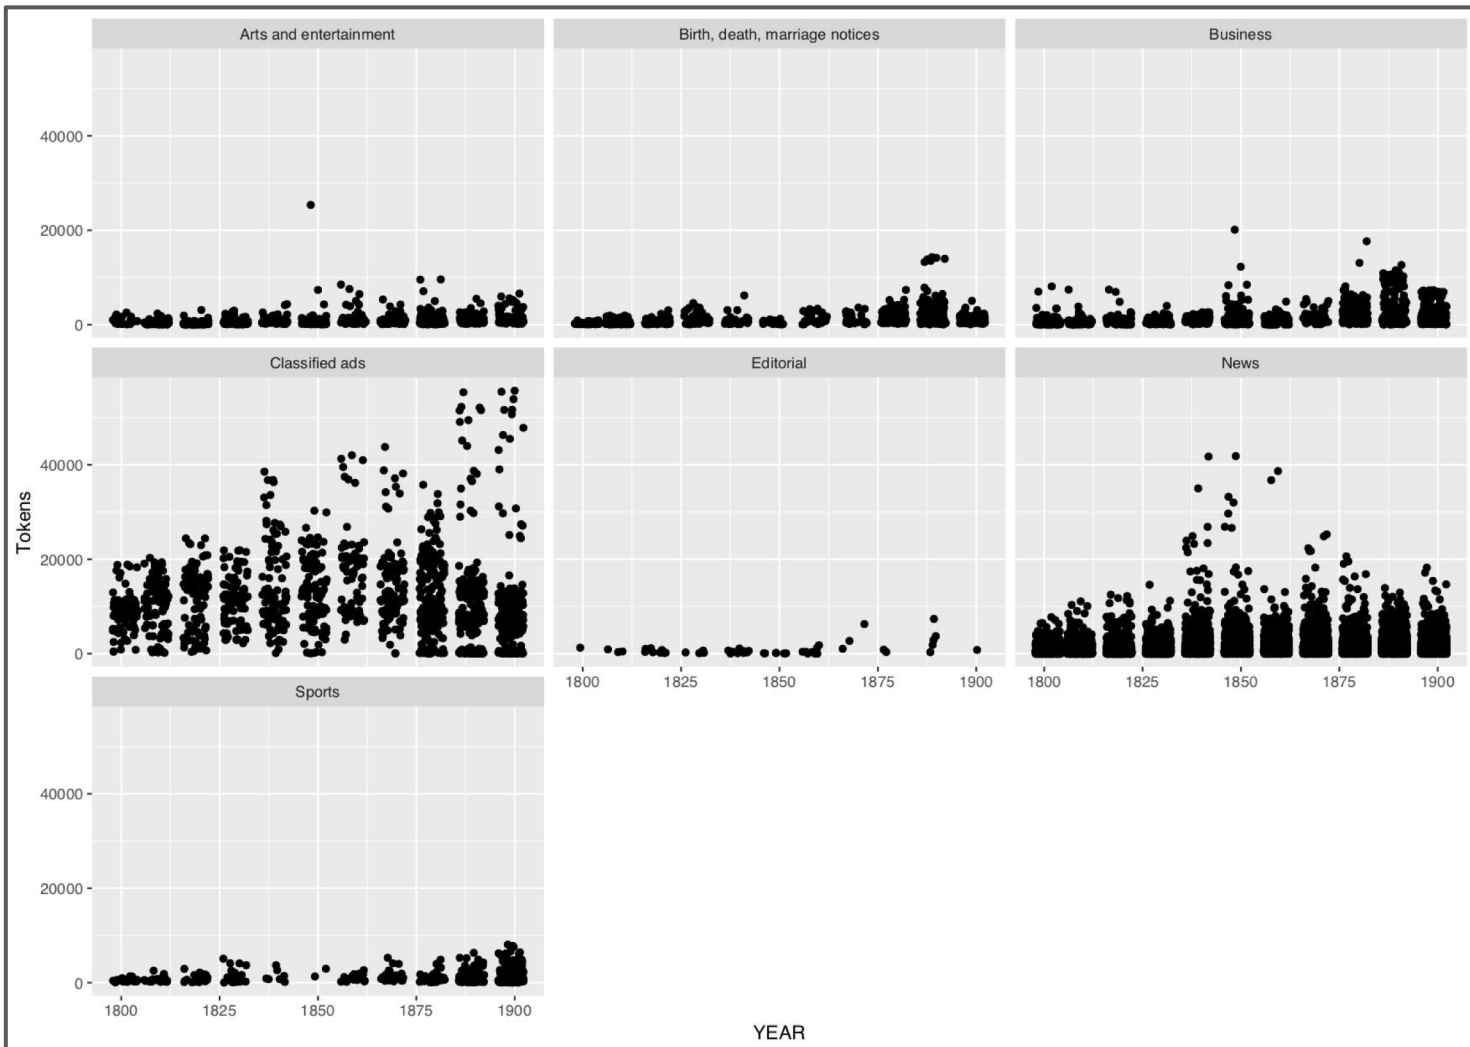 Arts and entertainment
Birth, death, marriage notices
Business
40000
20000
0
Classified ads
Editorial
News
40000
20000
0
1800 1825 1850 1875 1900
1800 1825 1850 1875 1900
Sports
40000
20000
0
1800 1825 1850 1875 1900
Tokens
YEAR